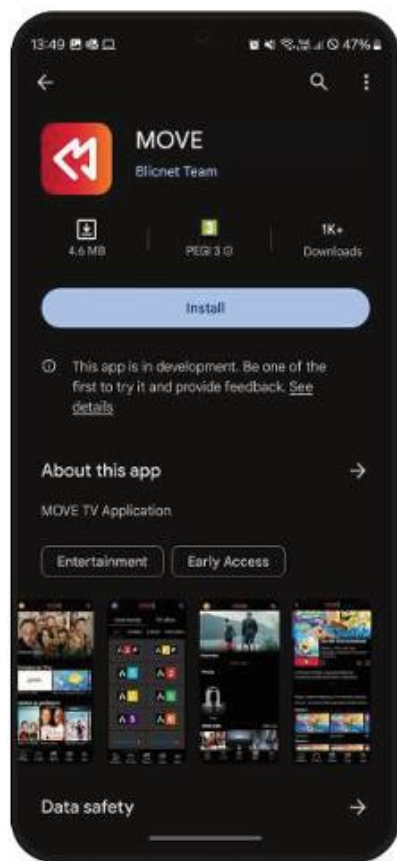 13:49
47%
MOVE
Blicnet Team
4.6 MB
3
PEGI 3
1K+
Downloads
Install
This app is in development. Be one of the
first to try it and provide feedback. See
details
About this app
MOVE TV Application
Entertainment
Early Access
Data safety